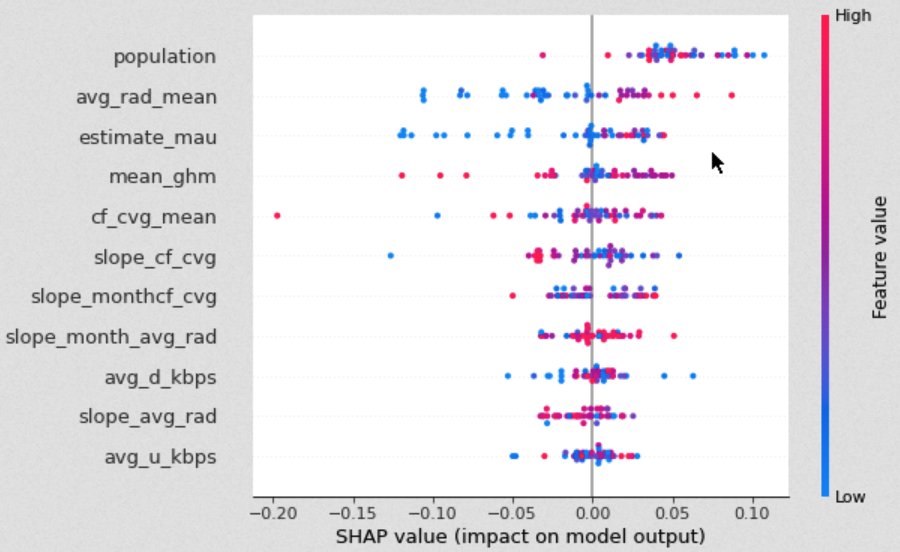 High
population
avg_rad_mean
estimate_mau
mean_ghm
cf_cvg_mean
slope_cf_cvg
slope_monthcf_cvg
slope_month_avg_rad
avg_d_kbps
slope_avg_rad
avg_u_kbps
Feature value
Low
−0.20 −0.15 −0.10 −0.05 0.00 0.05 0.10
SHAP value (impact on model output)